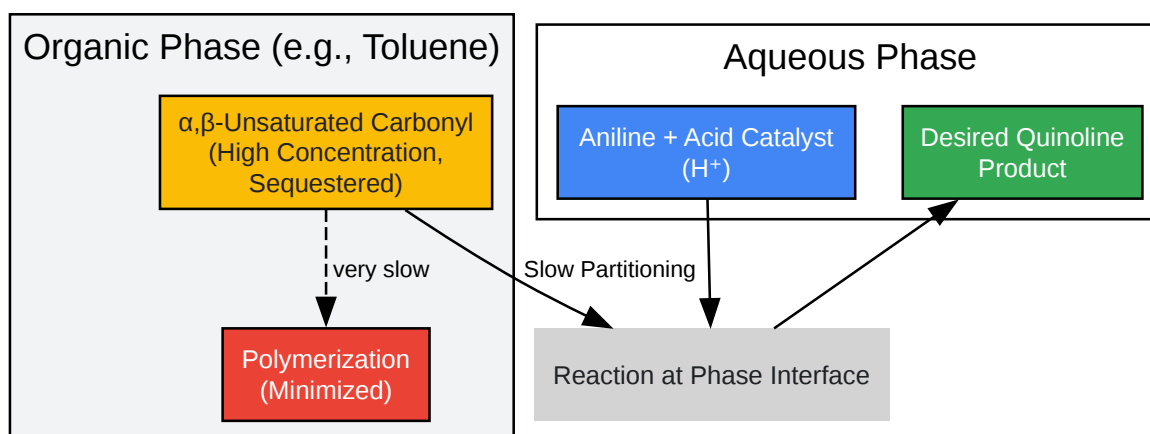 Organic Phase (e.g., Toluene)
α,β-Unsaturated Carbonyl
(High Concentration,
Sequestered)
very slow
Polymerization
(Minimized)
Aqueous Phase
Aniline + Acid Catalyst
(H⁺)
Desired Quinoline
Product
Slow Partitioning
Reaction at Phase Interface